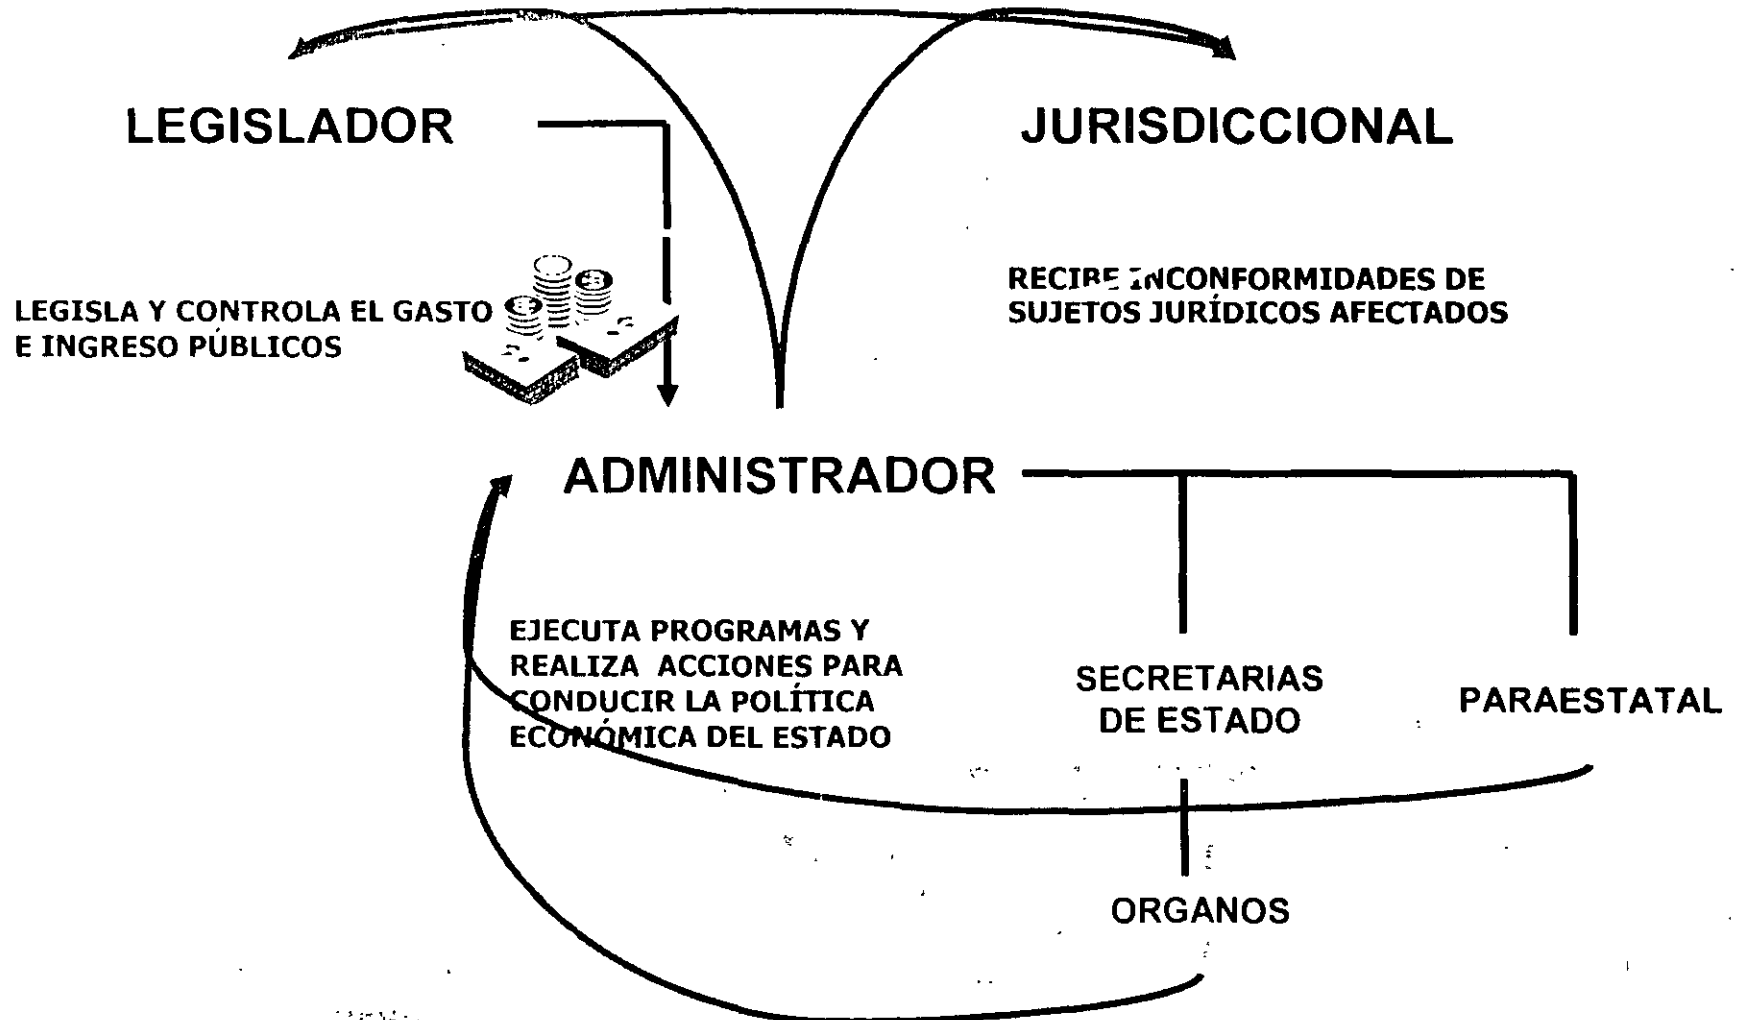 LEGISLADOR
JURISDICCIONAL
LEGISLA Y CONTROLA EL GASTO
E INGRESO PÚBLICOS
RECIBE INCONFORMIDADES DE
SUJETOS JURÍDICOS AFECTADOS
ADMINISTRADOR
EJECUTA PROGRAMAS Y
REALIZA ACCIONES PARA
CONDUCIR LA POLÍTICA
ECONÓMICA DEL ESTADO
SECRETARIAS
DE ESTADO
PARAESTATAL
ORGANOS